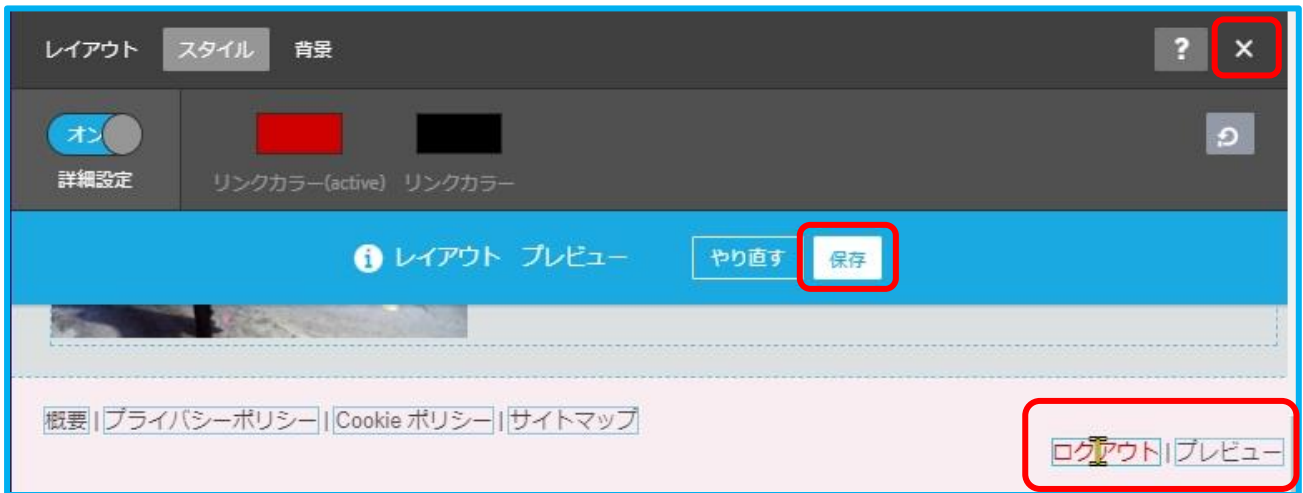 レイアウト スタイル 背景 ? ×
オン
詳細設定 リンクカラー(active) リンクカラー
i レイアウト プレビュー やり直す 保存
概要 | プライバシーポリシー | Cookie ポリシー | サイトマップ
ログアウト | プレビュー